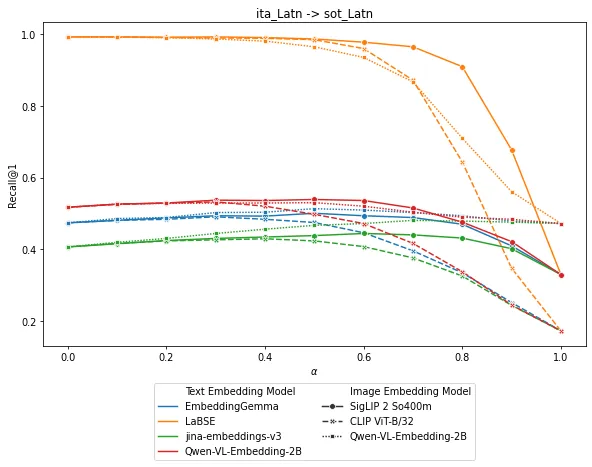 ita_Latn -> sot_Latn
Recall@1
1.0
0.8
0.6
0.4
0.2
0.0 0.2 0.4 0.6 0.8 1.0
α
Text Embedding Model Image Embedding Model
EmbeddingGemma SigLIP 2 So400m
LaBSE CLIP ViT-B/32
jina-embeddings-v3 Qwen-VL-Embedding-2B
Qwen-VL-Embedding-2B